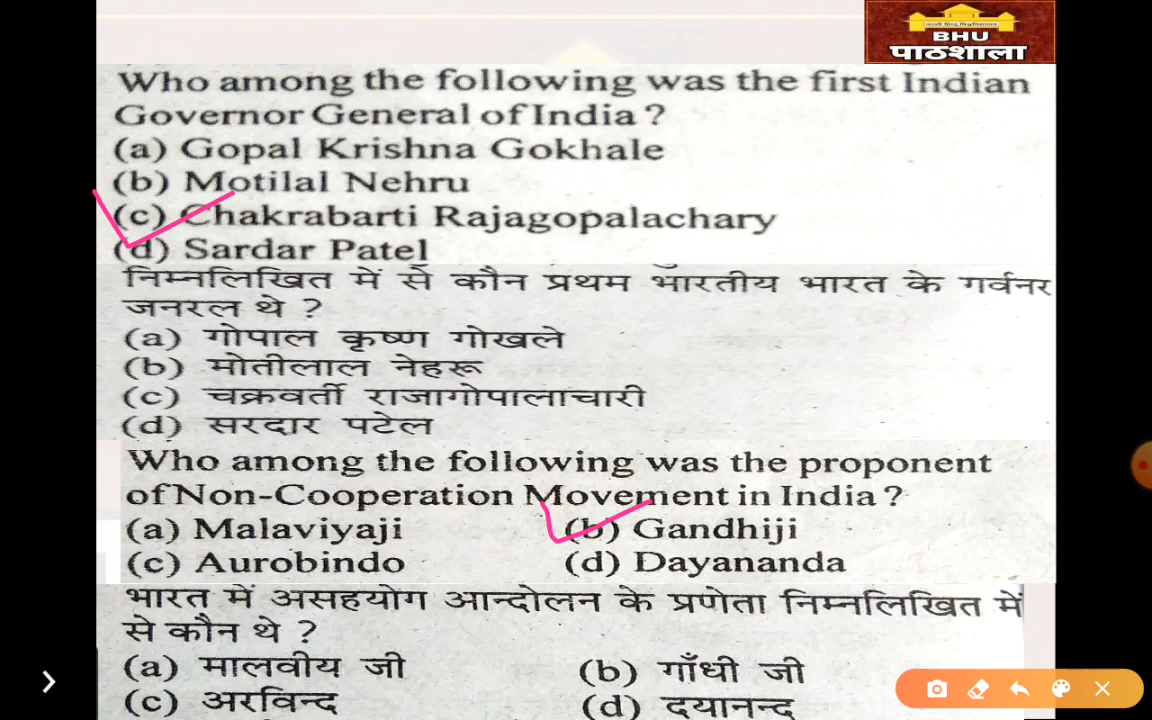 BHU
पाठशाला
Who among the following was the first Indian
Governor General of India ?
(a) Gopal Krishna Gokhale
(b) Motilal Nehru
(c) Chakrabarti Rajagopalachary
(d) Sardar Patel
निम्नलिखित में से कौन प्रथम भारतीय भारत के गर्वनर
जनरल थे ?
(a) गोपाल कृष्ण गोखले
(b) मोतीलाल नेहरू
(c) चक्रवर्ती राजागोपालाचारी
(d) सरदार पटेल
Who among the following was the proponent
of Non-Cooperation Movement in India ?
(a) Malaviyaji (b) Gandhiji
(c) Aurobindo (d) Dayananda
भारत में असहयोग आन्दोलन के प्रणेता निम्नलिखित में
से कौन थे ?
(a) मालवीय जी (b) गाँधी जी
(c) अरविन्द (d) दयानन्द